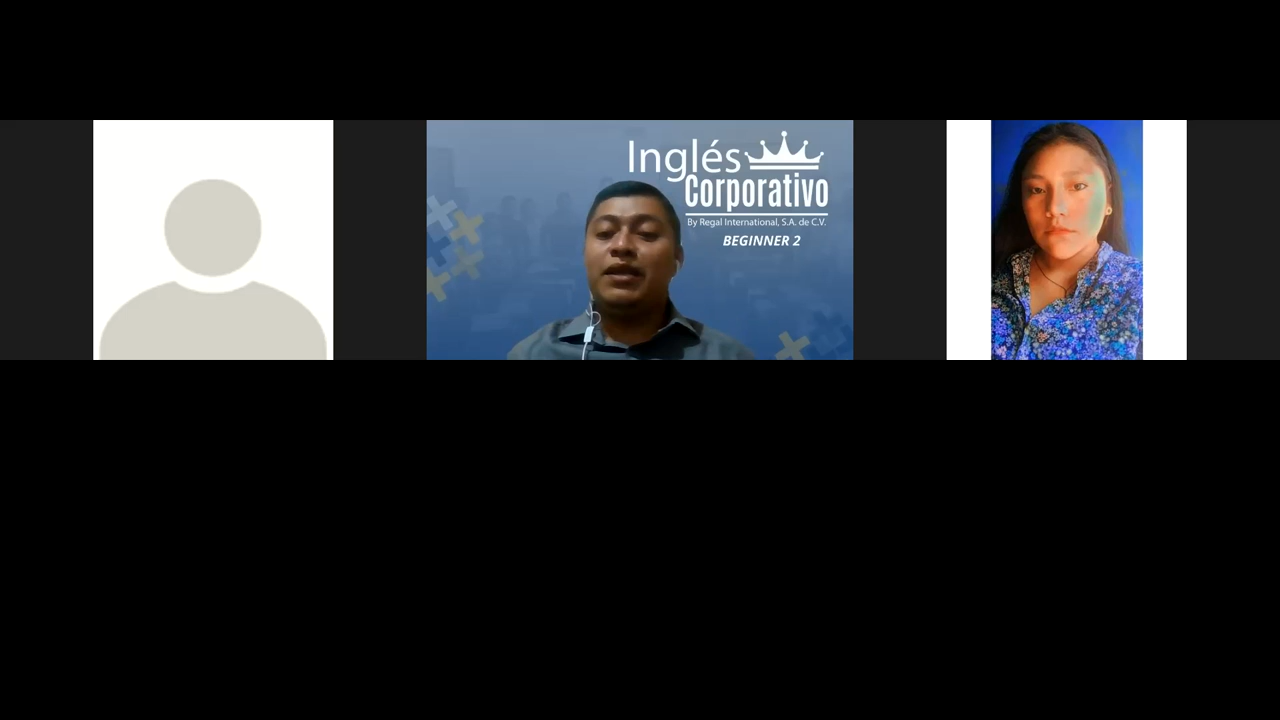 Inglés
Corporativo
By Regal International, S.A. de C.V.
BEGINNER 2